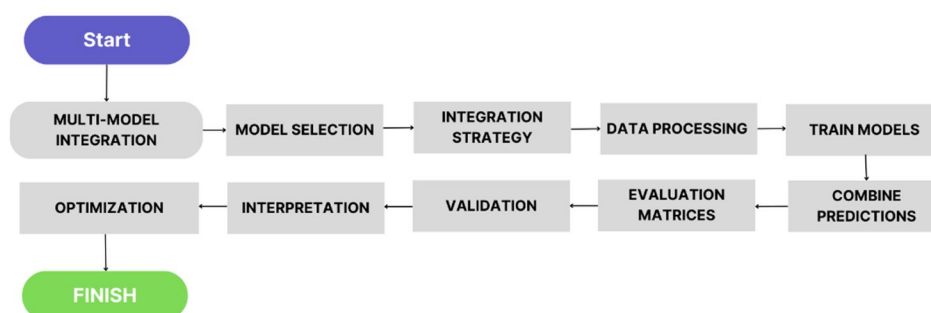 Start
MULTI-MODEL
INTEGRATION
MODEL SELECTION
INTEGRATION
STRATEGY
DATA PROCESSING
TRAIN MODELS
COMBINE
PREDICTIONS
EVALUATION
MATRICES
VALIDATION
INTERPRETATION
OPTIMIZATION
FINISH